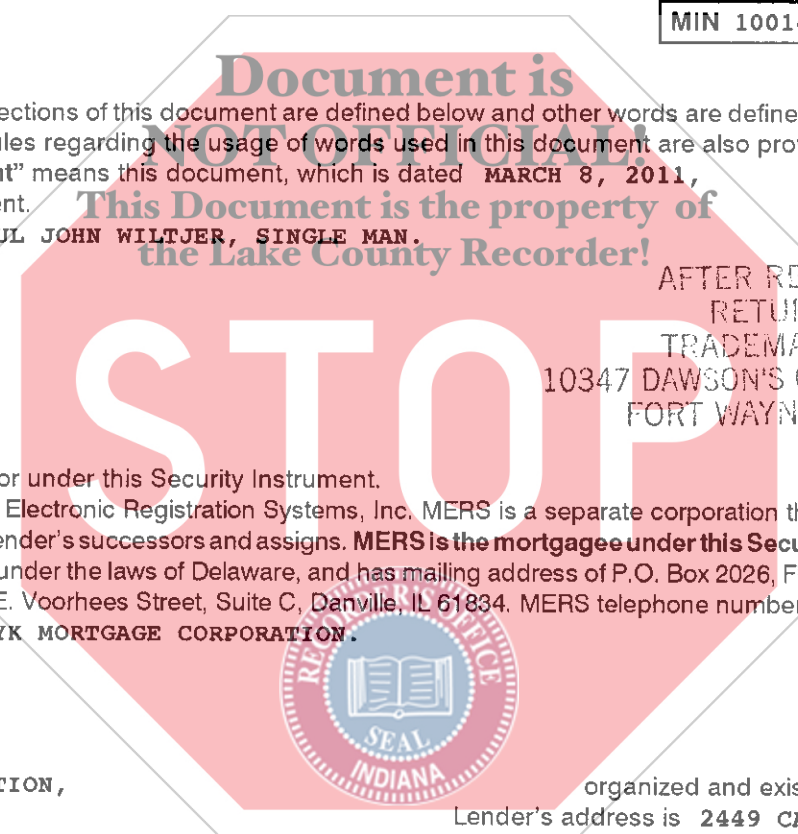 MIN 1001
Document is
ections of this document are defined below and other words are define
NOT OFFICIAL!
les regarding the usage of words used in this document are also pro
nt" means this document, which is dated MARCH 8, 2011,
This Document is the property of
ent.
UL JOHN WILTJER, SINGLE MAN.
the Lake County Recorder!
AFTER RE
RETU
TRADEMA
10347 DAWSON'S
FORT WAYN
STOP
or under this Security Instrument.
Electronic Registration Systems, Inc. MERS is a separate corporation th
ender's successors and assigns. MERS is the mortgagee under this Secu
under the laws of Delaware, and has mailing address of P.O. Box 2026, F
E. Voorhees Street, Suite C, Danville, IL 61834. MERS telephone number
YK MORTGAGE CORPORATION.
RECORDER'S OFFICE
SEAL
INDIANA
TION,
organized and exis
Lender's address is 2449